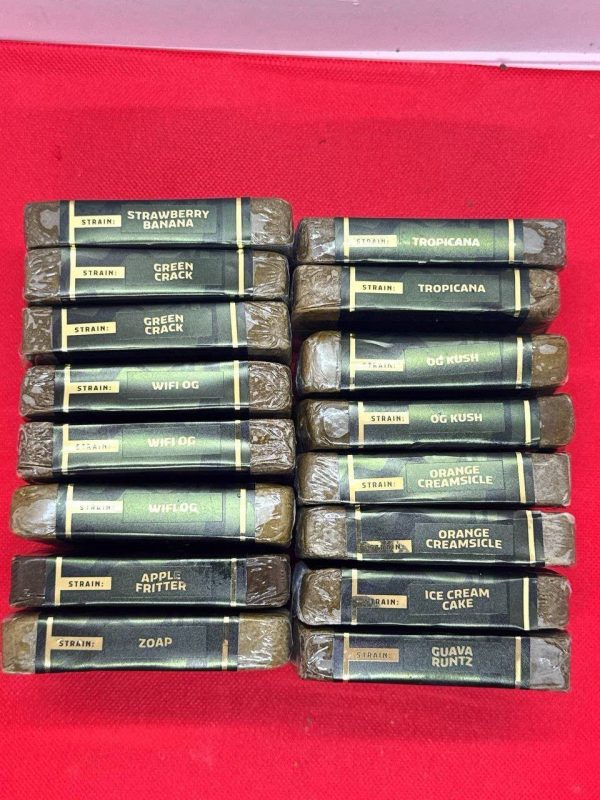 STRAIN: STRAWBERRY
BANANA
STRAIN: GREEN
CRACK
STRAIN: GREEN
CRACK
STRAIN: WIFI OG
STRAIN: WIFI OG
STRAIN: WIFI OG
STRAIN: APPLE
FRITTER
STRAIN: ZOAP
STRAIN: TROPICANA
STRAIN: TROPICANA
STRAIN: OG KUSH
STRAIN: OG KUSH
STRAIN: ORANGE
CREAMSICLE
STRAIN: ORANGE
CREAMSICLE
STRAIN: ICE CREAM
CAKE
STRAIN: GUAVA
RUNTZ